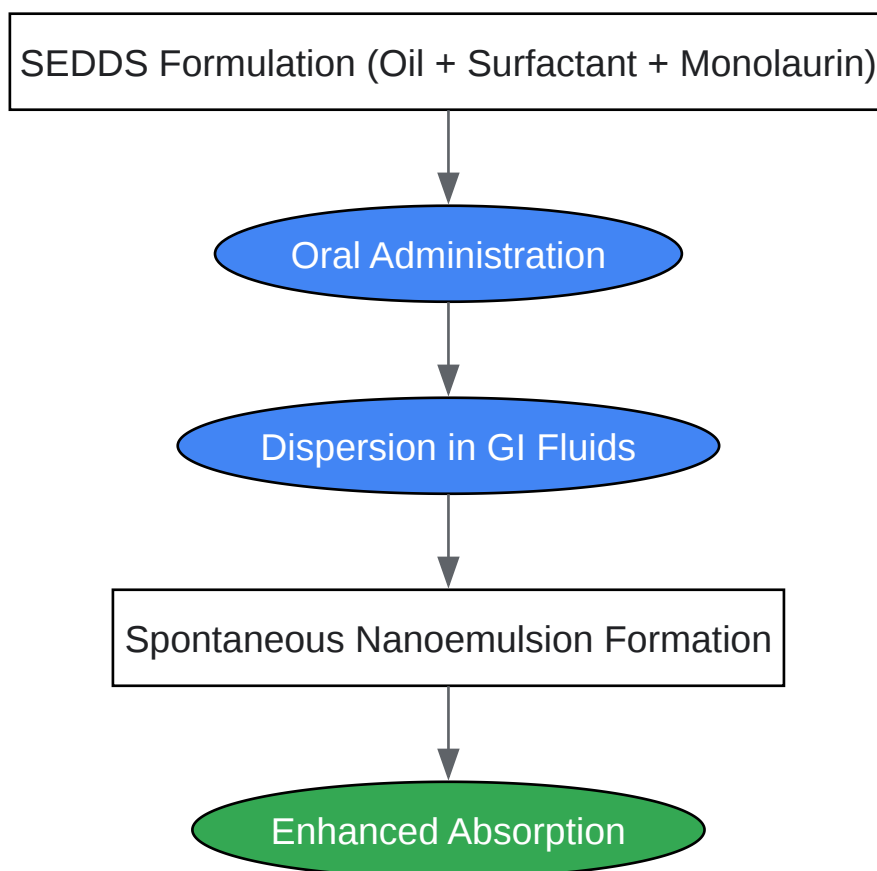 SEDDS Formulation (Oil + Surfactant + Monolaurin)
Oral Administration
Dispersion in GI Fluids
Spontaneous Nanoemulsion Formation
Enhanced Absorption